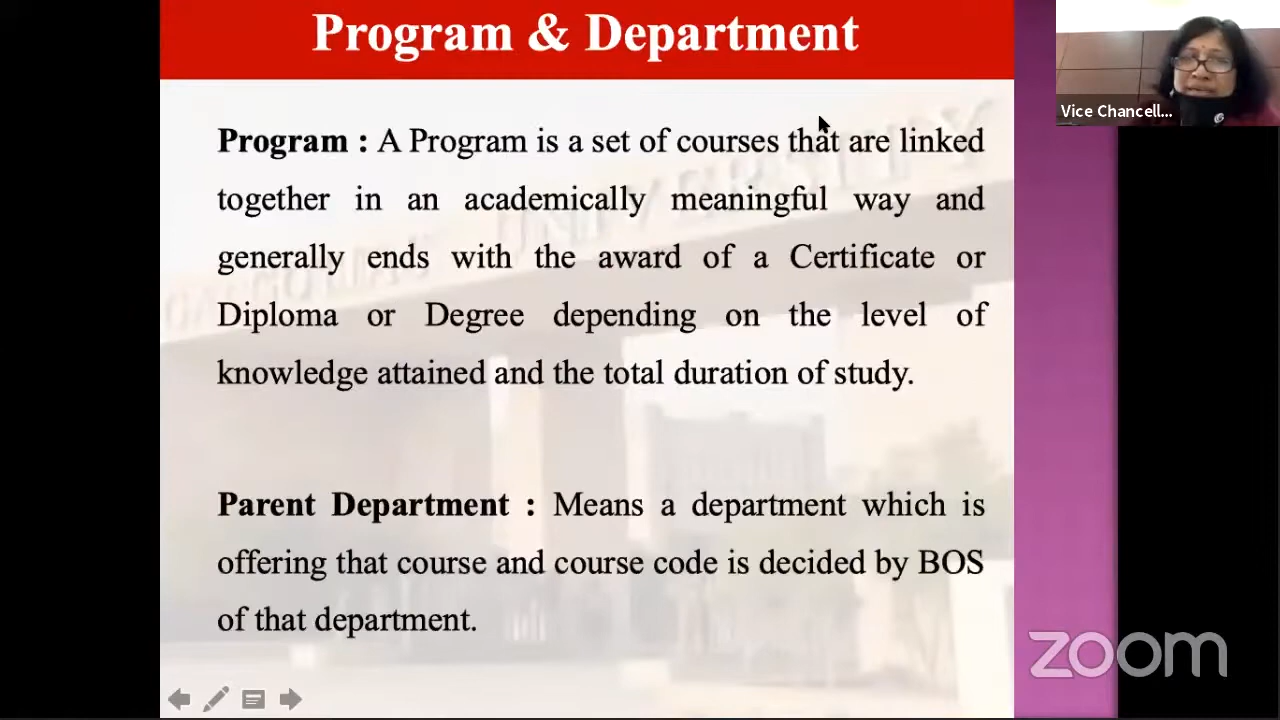 Program & Department
Vice Chancell...
Program : A Program is a set of courses that are linked
together in an academically meaningful way and
generally ends with the award of a Certificate or
Diploma or Degree depending on the level of
knowledge attained and the total duration of study.
Parent Department : Means a department which is
offering that course and course code is decided by BOS
of that department.
zoom
UNIVERSITY